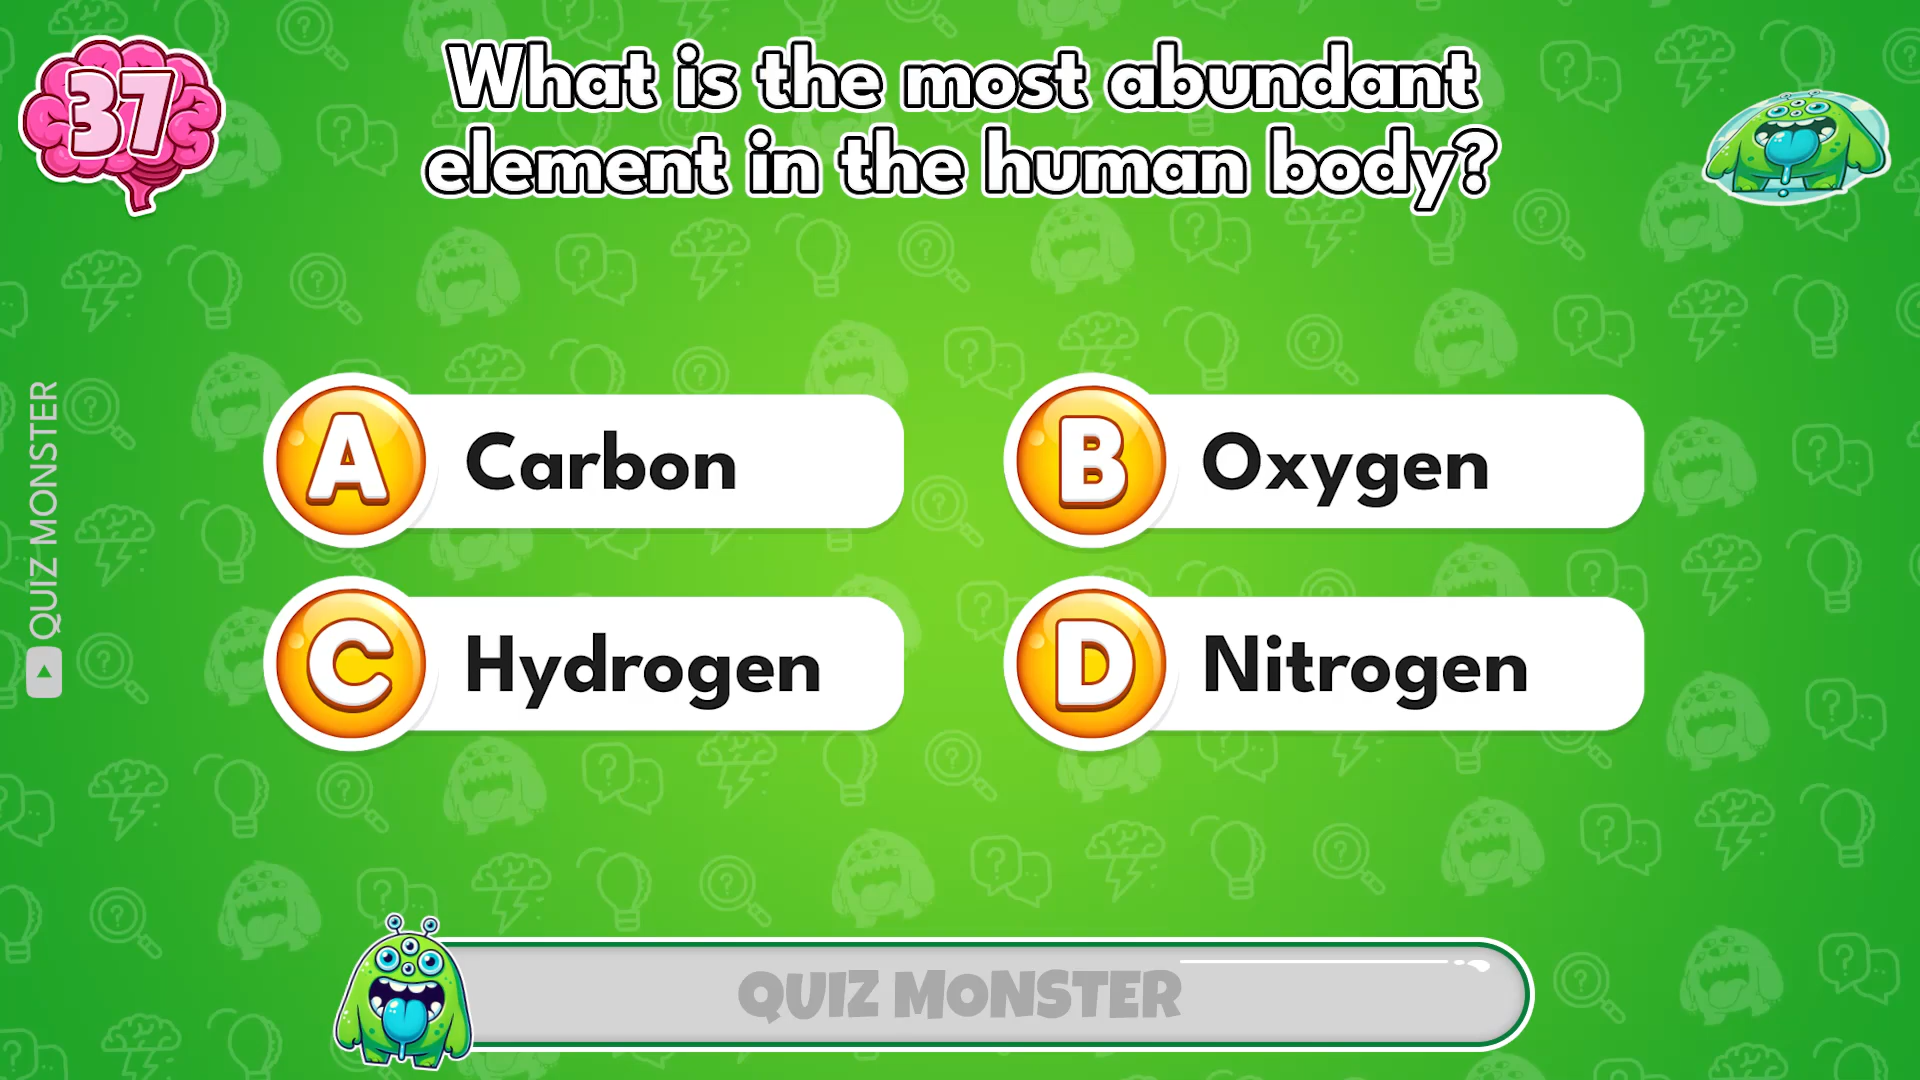 37
What is the most abundant
element in the human body?
A Carbon
B Oxygen
C Hydrogen
D Nitrogen
QUIZ MONSTER
QUIZ MONSTER